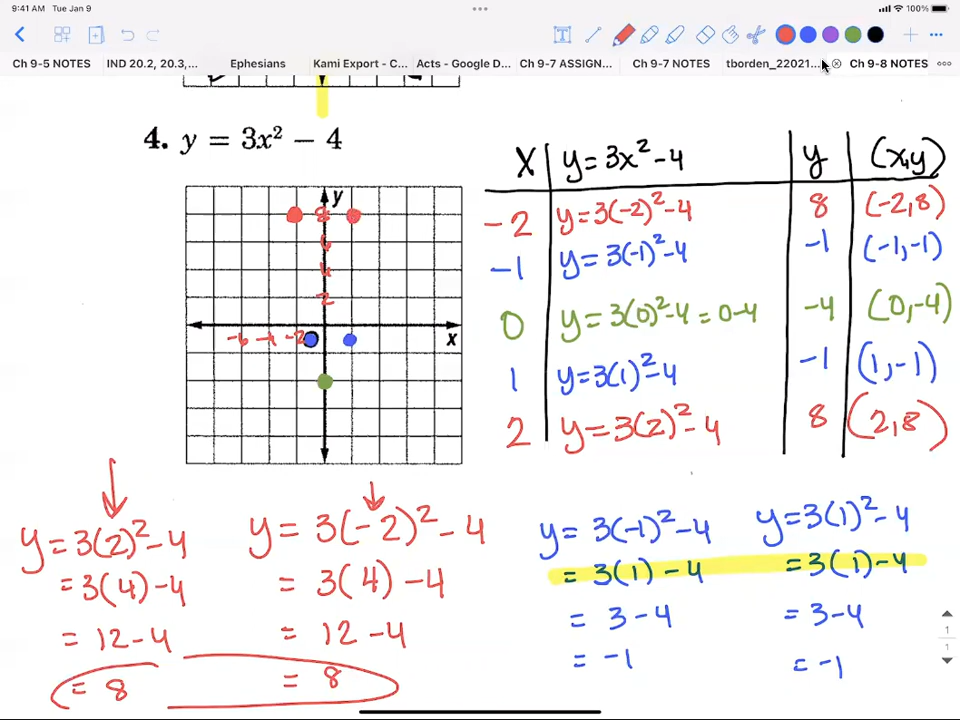 9:41 AM Tue Jan 9
100%
Ch 9-5 NOTES
IND 20.2, 20.3,...
Ephesians
Kami Export - C...
Acts - Google D...
Ch 9-7 ASSIGN...
Ch 9-7 NOTES
tborden_22021...
Ch 9-8 NOTES
4. y = 3x² − 4
y
8
6
4
2
-6 -4 -2
x
x y=3x²-4 y (x,y)
-2 y=3(-2)²-4 8 (-2,8)
-1 y=3(-1)²-4 -1 (-1,-1)
0 y=3(0)²-4=0-4 -4 (0,-4)
1 y=3(1)²-4 -1 (1,-1)
2 y=3(2)²-4 8 (2,8)
y=3(2)²-4
=3(4)-4
= 12-4
= 8
y= 3(-2)²-4
= 3(4)-4
= 12-4
= 8
y= 3(-1)²-4
= 3(1)-4
= 3-4
= -1
y=3(1)²-4
=3(1)-4
= 3-4
= -1
1
1